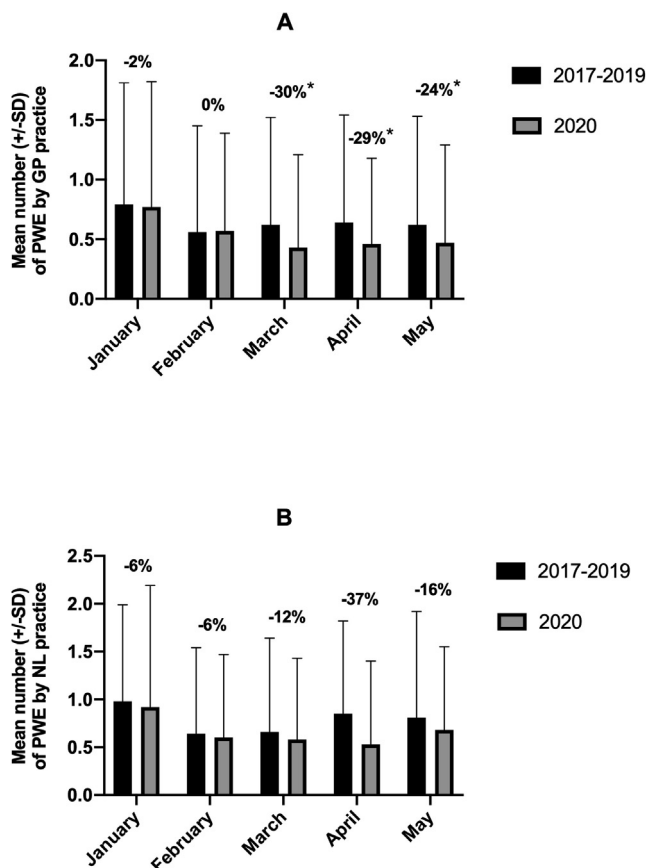 A
Mean number (+/-SD)
of PWE by GP practice
2.0
1.5
1.0
0.5
0.0
-2%
0%
-30%*
-29%*
-24%*
January
February
March
April
May
2017-2019
2020
B
Mean number (+/-SD)
of PWE by NL practice
2.5
2.0
1.5
1.0
0.5
0.0
-6%
-6%
-12%
-37%
-16%
January
February
March
April
May
2017-2019
2020